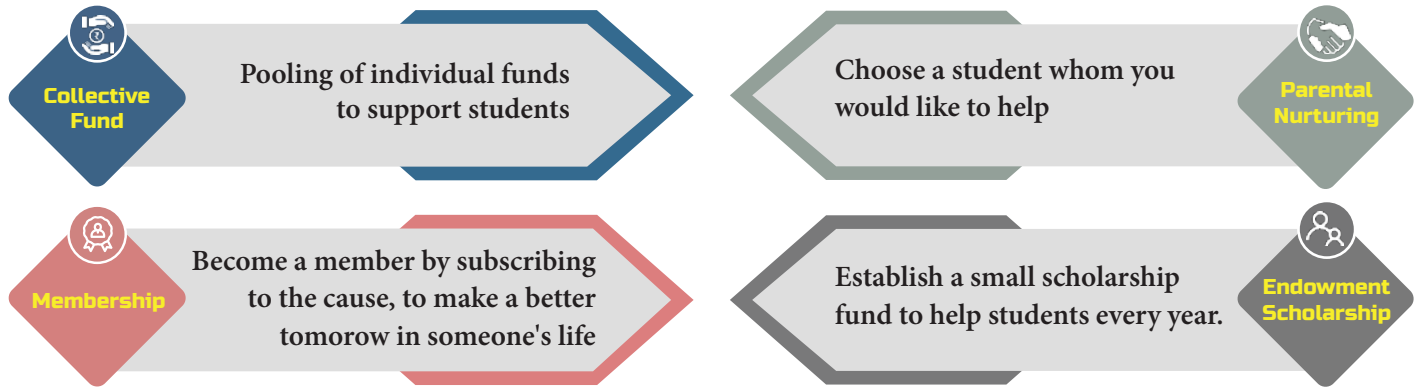 Collective
Fund
Pooling of individual funds
to support students
Choose a student whom you
would like to help
Parental
Nurturing
Membership
Become a member by subscribing
to the cause, to make a better
tomorow in someone's life
Establish a small scholarship
fund to help students every year.
Endowment
Scholarship